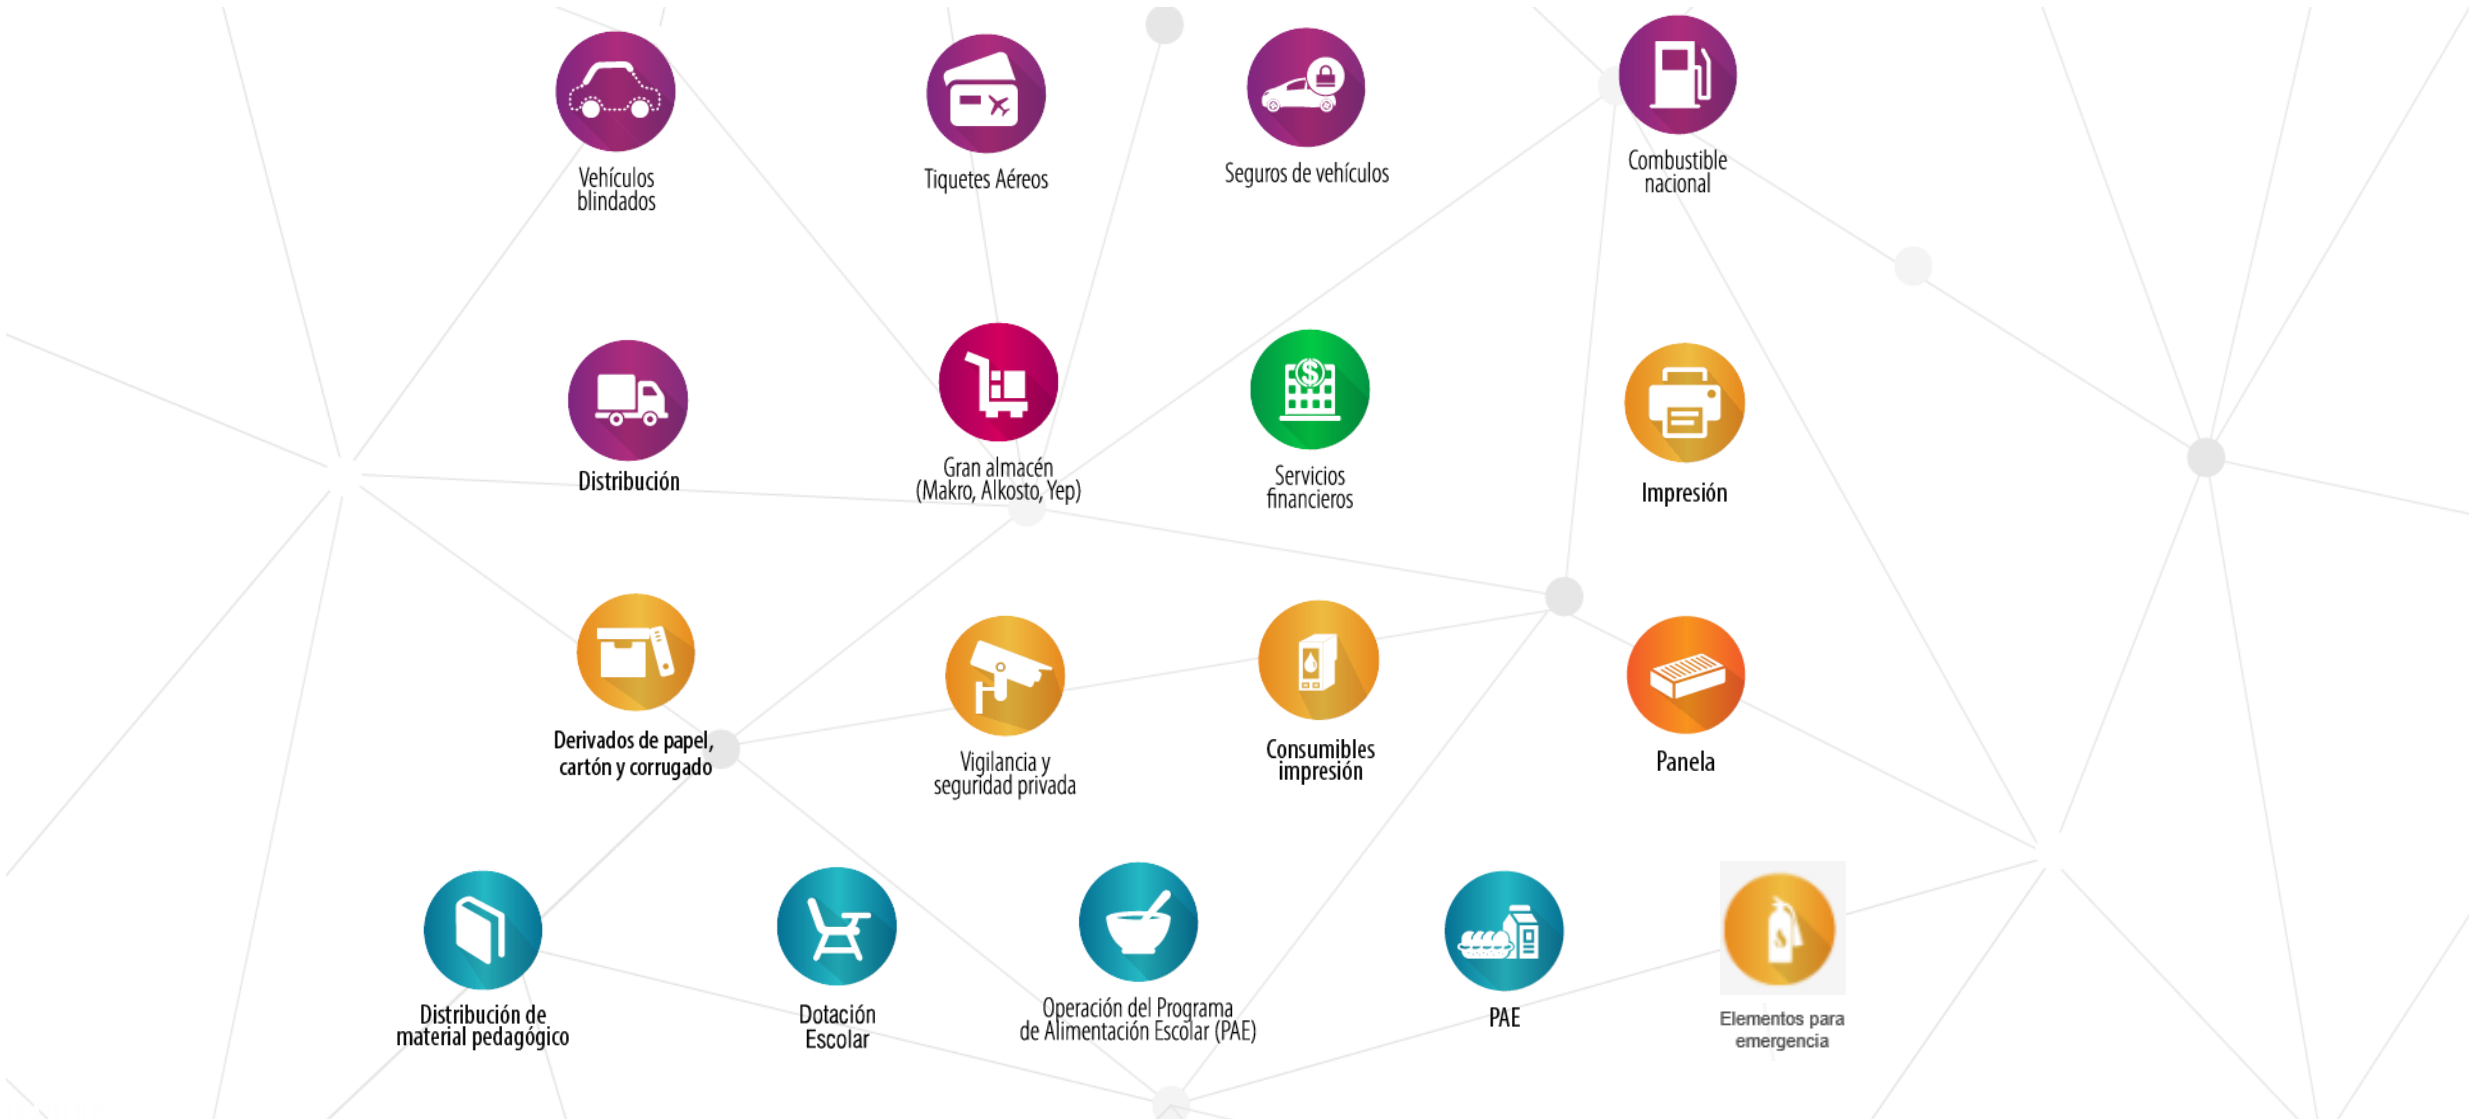 Vehículos
blindados
Tiquetes Aéreos
Seguros de vehículos
Combustible
nacional
Distribución
Gran almacén
(Makro, Alkosto, Yep)
$
Servicios
financieros
Impresión
Derivados de papel,
cartón y corrugado
Vigilancia y
seguridad privada
Consumibles
impresión
Panela
Distribución de
material pedagógico
Dotación
Escolar
Operación del Programa
de Alimentación Escolar (PAE)
PAE
Elementos para
emergencia